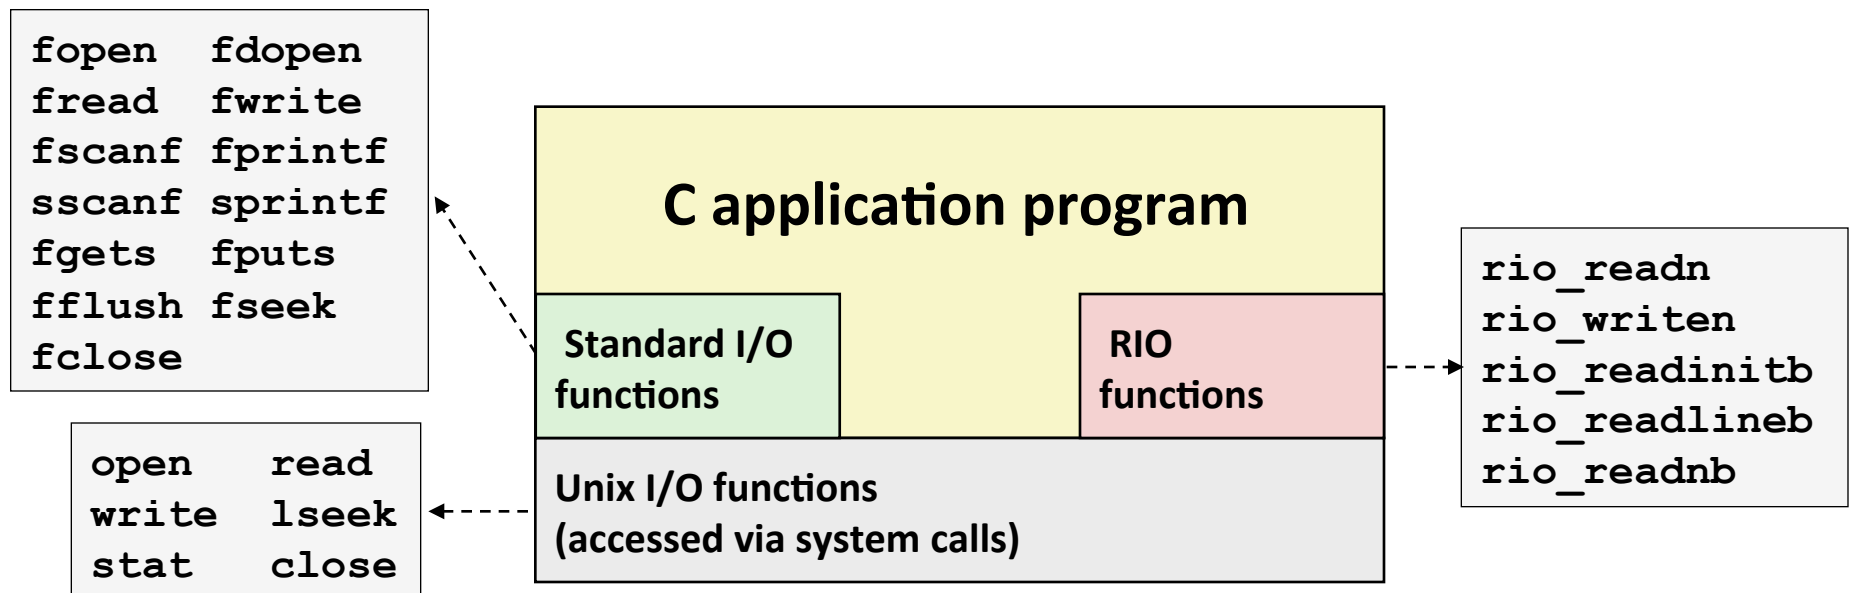 fopen fdopen
fread fwrite
fscanf fprintf
sscanf sprintf
fgets fputs
fflush fseek
fclose
C application program
Standard I/O
functions
RIO
functions
rio_readn
rio_writen
rio_readinitb
rio_readlineb
rio_readnb
open read
write lseek
stat close
Unix I/O functions
(accessed via system calls)